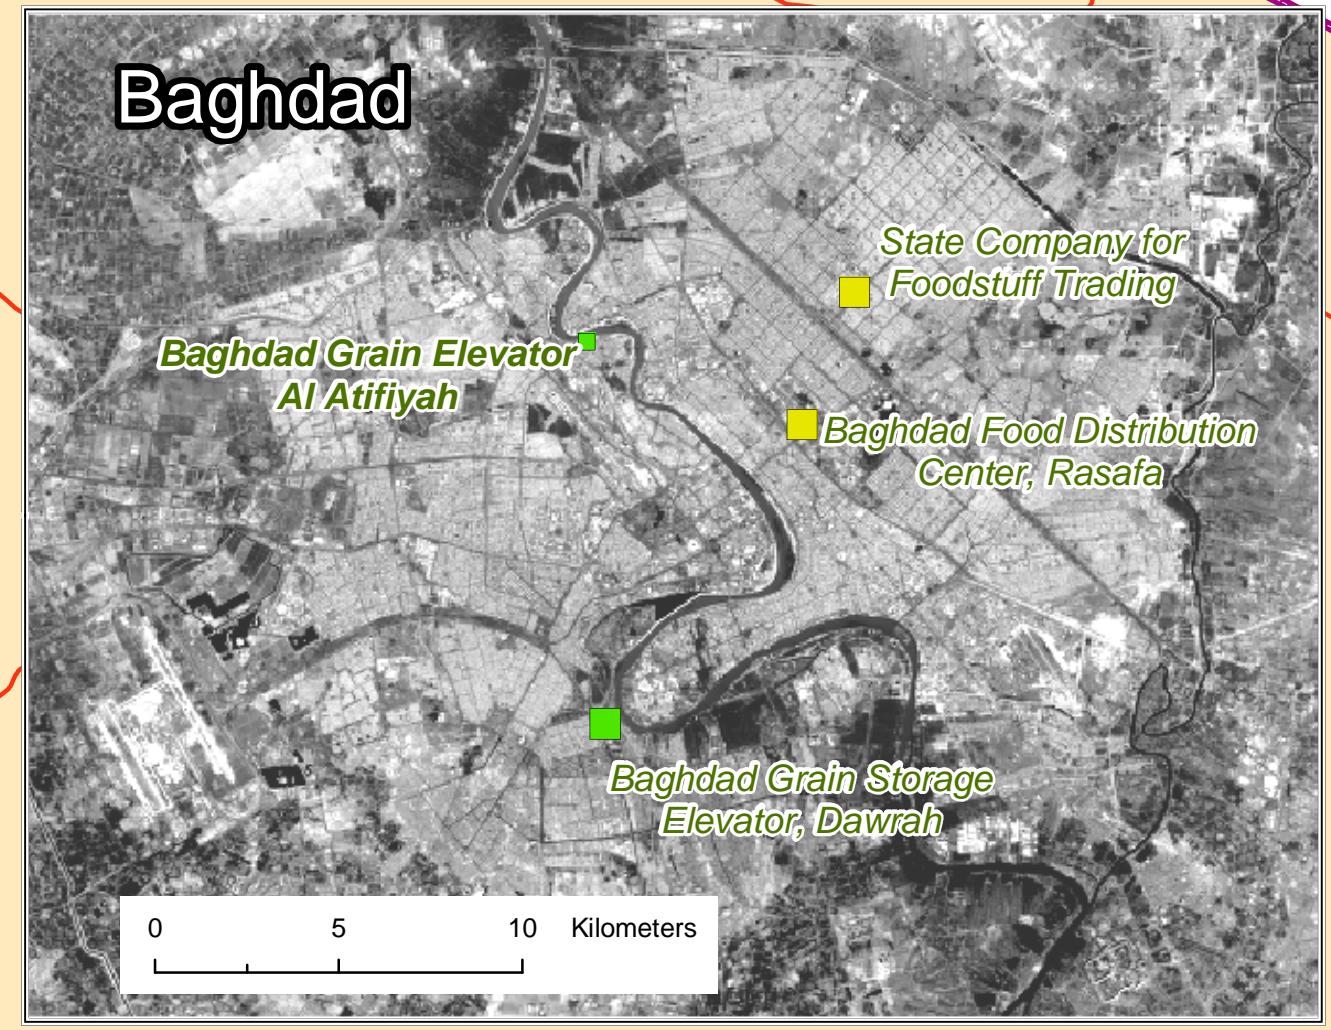 Baghdad
State Company for
Foodstuff Trading
Baghdad Grain Elevator
Al Atifiyah
Baghdad Food Distribution
Center, Rasafa
Baghdad Grain Storage
Elevator, Dawrah
0 5 10 Kilometers